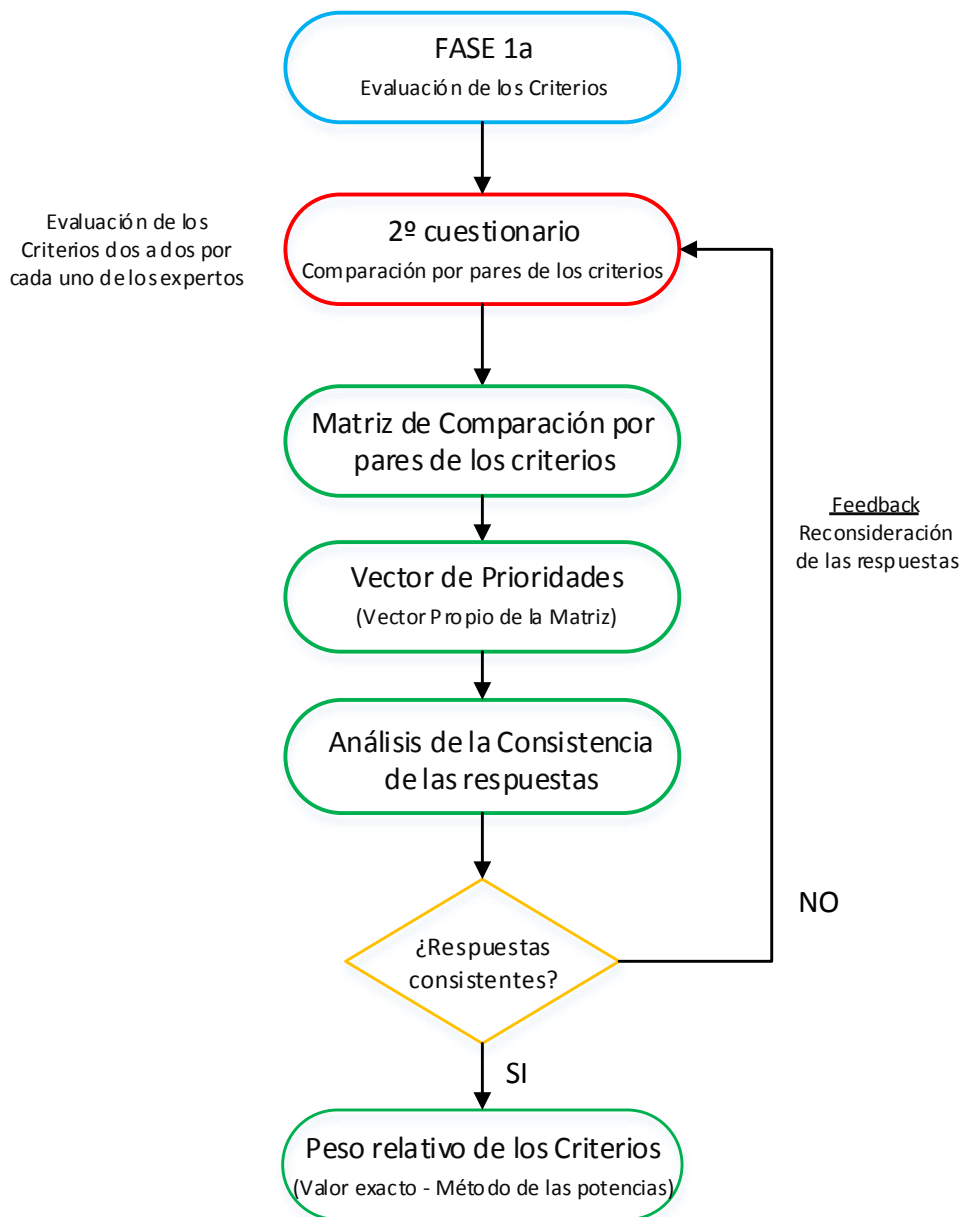 FASE 1a
Evaluación de los Criterios
Evaluación de los
Criterios dos a dos por
cada uno de los expertos
2º cuestionario
Comparación por pares de los criterios
Matriz de Comparación por
pares de los criterios
Feedback
Reconsideración
de las respuestas
Vector de Prioridades
(Vector Propio de la Matriz)
Análisis de la Consistencia
de las respuestas
NO
¿Respuestas
consistentes?
SI
Peso relativo de los Criterios
(Valor exacto - Método de las potencias)